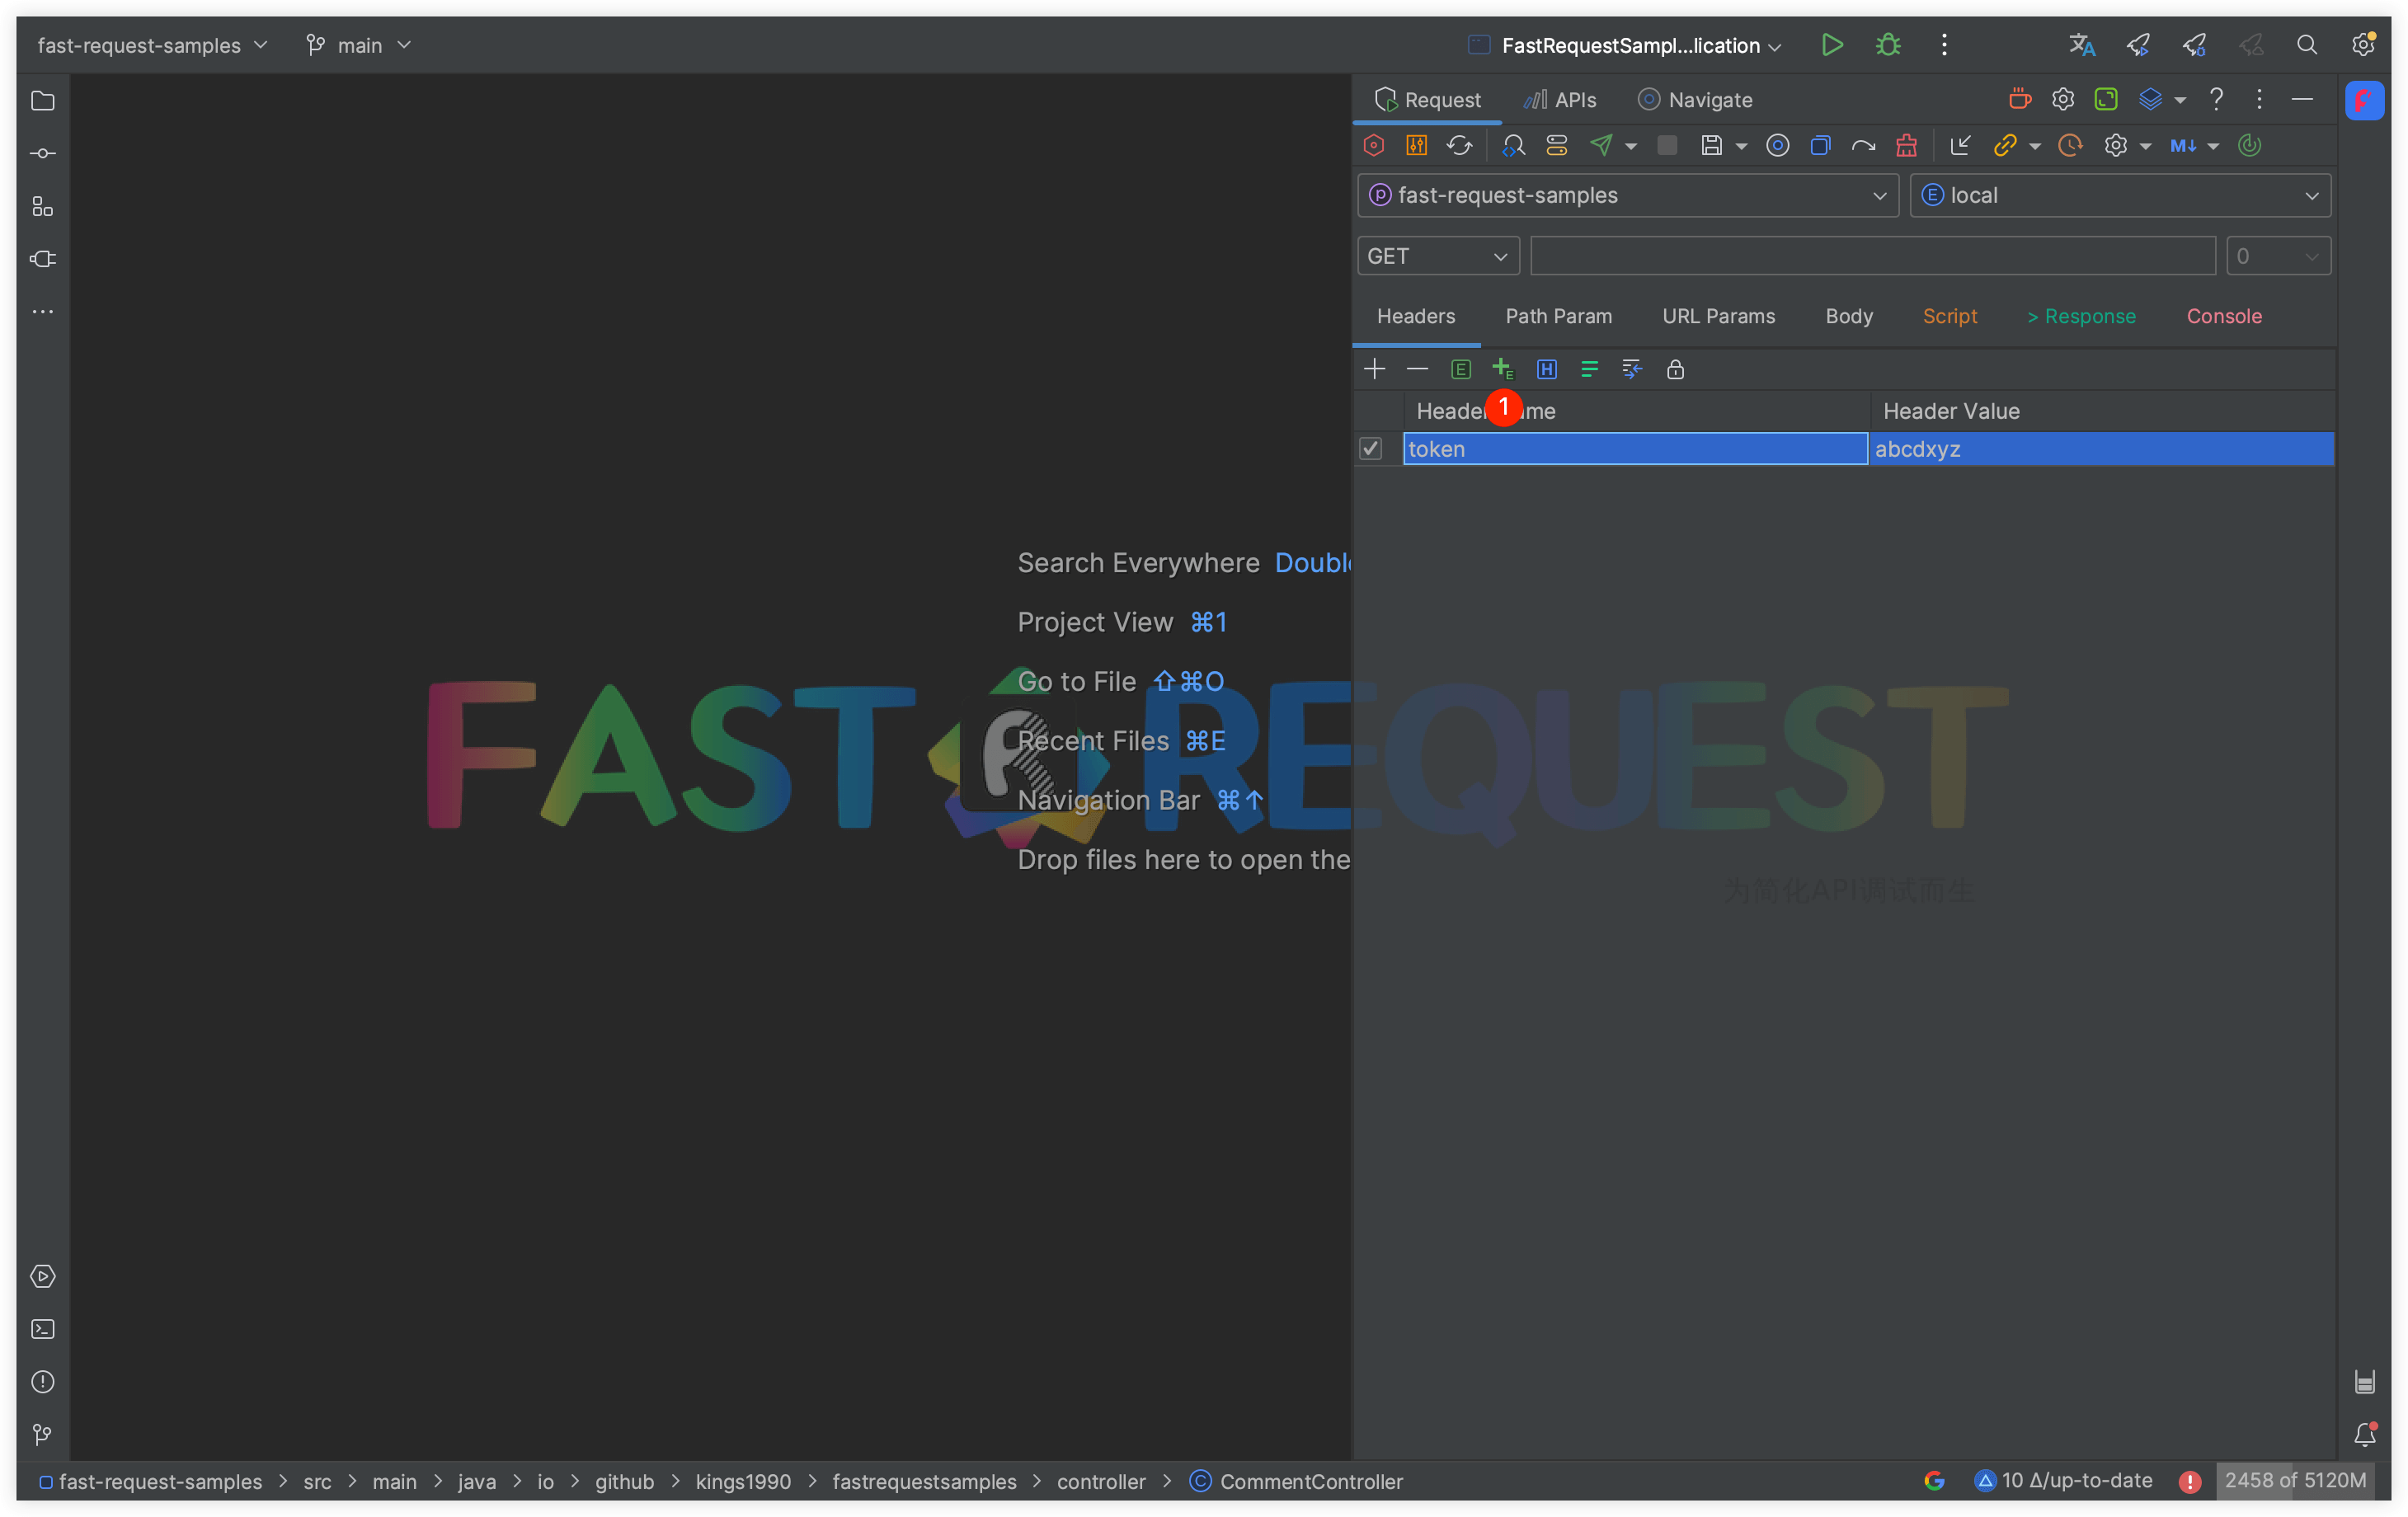 fast-request-samples main FastRequestSampl...lication
Request APIs Navigate
M↓
fast-request-samples local
GET 0
Headers Path Param URL Params Body Script > Response Console
E E H
1
Header me Header Value
token abcdxyz
Search Everywhere Double
Project View ⌘1
Go to File ⇧⌘O
Recent Files ⌘E
FAST REQUEST
Navigation Bar ⌘↑
Drop files here to open the
为简化API调试而生
fast-request-samples > src > main > java > io > github > kings1990 > fastrequestsamples > controller > CommentController
10 Δ/up-to-date 2458 of 5120M